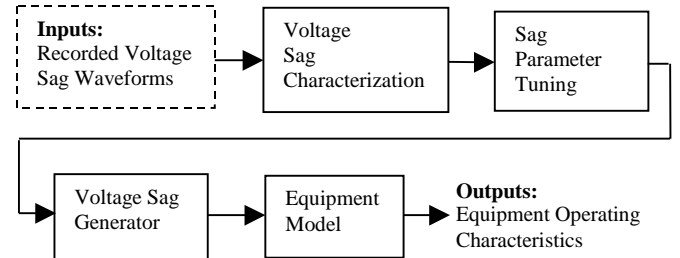 Inputs:
Recorded Voltage
Sag Waveforms
Voltage
Sag
Characterization
Sag
Parameter
Tuning
Voltage Sag
Generator
Equipment
Model
Outputs:
Equipment Operating
Characteristics